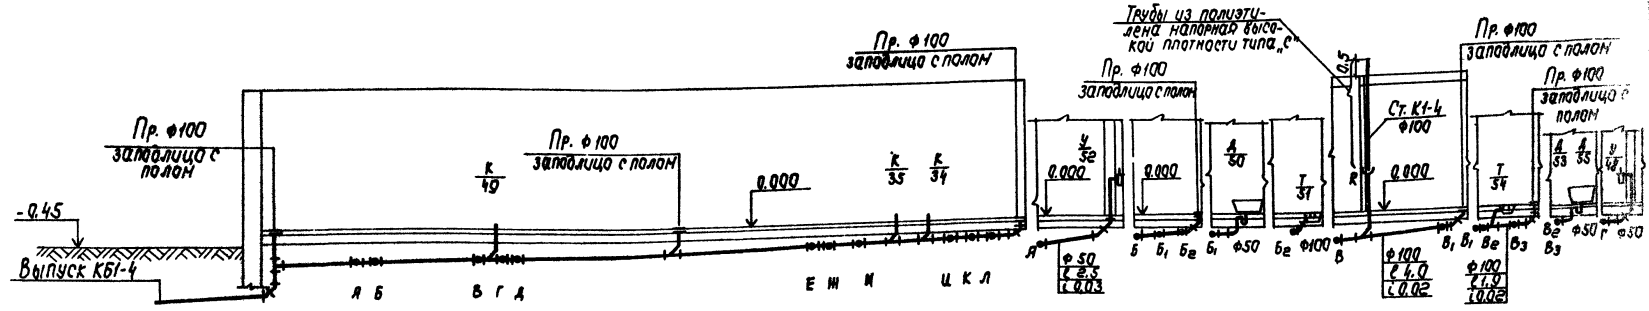 Трубы из полиэти-
лена напорная высо-
кой плотности типа „С"
Пр. ф100
заподлицо с полом
Пр. ф100
заподлицо с полом
Пр. ф100
заподлицо с полом
Пр. ф100
заподлицо с
полом
Пр. ф100
заподлицо с
полом
Пр. ф100
заподлицо с полом
0,5
Ст. К1-4
ф100
К
49
К
35
К
34
У
52
Д
50
Т
51
Т
54
Д
53
Д
55
У
48
0.000
0.000
0.000
0.000
-0.45
Выпуск КБ1-4
А Б
В Г Д
Е Ж И
И К Л
А
ф50
ℓ 2.5
i 0.03
Б Б₁ Б₂
Б₁ ф50
Б₂ ф100
В
ф100
ℓ 4.0
i 0.02
В₁ В₁
В₂ В₃
ф100
ℓ 1.0
i 0.02
В₂
В₃
ф50
Г ф50